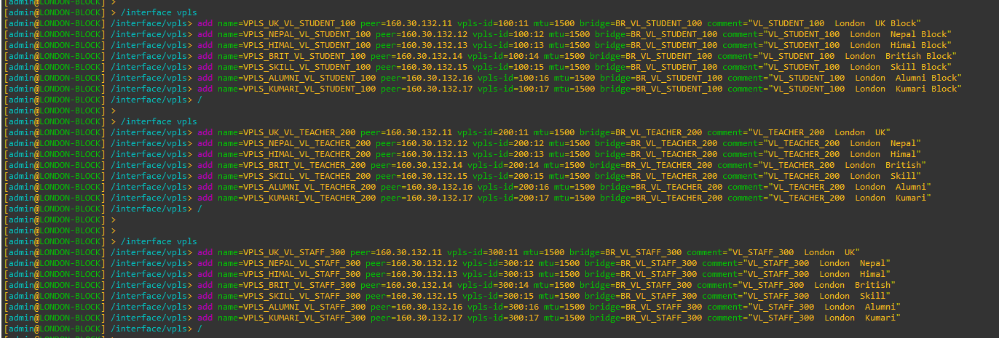 [admin@LONDON-BLOCK] >
[admin@LONDON-BLOCK] > /interface vpls
[admin@LONDON-BLOCK] /interface/vpls> add name=VPLS_UK_VL_STUDENT_100 peer=160.30.132.11 vpls-id=100:11 mtu=1500 bridge=BR_VL_STUDENT_100 comment="VL_STUDENT_100  London  UK Block"
[admin@LONDON-BLOCK] /interface/vpls> add name=VPLS_NEPAL_VL_STUDENT_100 peer=160.30.132.12 vpls-id=100:12 mtu=1500 bridge=BR_VL_STUDENT_100 comment="VL_STUDENT_100  London  Nepal Block"
[admin@LONDON-BLOCK] /interface/vpls> add name=VPLS_HIMAL_VL_STUDENT_100 peer=160.30.132.13 vpls-id=100:13 mtu=1500 bridge=BR_VL_STUDENT_100 comment="VL_STUDENT_100  London  Himal Block"
[admin@LONDON-BLOCK] /interface/vpls> add name=VPLS_BRIT_VL_STUDENT_100 peer=160.30.132.14 vpls-id=100:14 mtu=1500 bridge=BR_VL_STUDENT_100 comment="VL_STUDENT_100  London  British Block"
[admin@LONDON-BLOCK] /interface/vpls> add name=VPLS_SKILL_VL_STUDENT_100 peer=160.30.132.15 vpls-id=100:15 mtu=1500 bridge=BR_VL_STUDENT_100 comment="VL_STUDENT_100  London  Skill Block"
[admin@LONDON-BLOCK] /interface/vpls> add name=VPLS_ALUMNI_VL_STUDENT_100 peer=160.30.132.16 vpls-id=100:16 mtu=1500 bridge=BR_VL_STUDENT_100 comment="VL_STUDENT_100  London  Alumni Block"
[admin@LONDON-BLOCK] /interface/vpls> add name=VPLS_KUMARI_VL_STUDENT_100 peer=160.30.132.17 vpls-id=100:17 mtu=1500 bridge=BR_VL_STUDENT_100 comment="VL_STUDENT_100  London  Kumari Block"
[admin@LONDON-BLOCK] /interface/vpls> /
[admin@LONDON-BLOCK] >
[admin@LONDON-BLOCK] > /interface vpls
[admin@LONDON-BLOCK] /interface/vpls> add name=VPLS_UK_VL_TEACHER_200 peer=160.30.132.11 vpls-id=200:11 mtu=1500 bridge=BR_VL_TEACHER_200 comment="VL_TEACHER_200  London  UK"
[admin@LONDON-BLOCK] /interface/vpls> add name=VPLS_NEPAL_VL_TEACHER_200 peer=160.30.132.12 vpls-id=200:12 mtu=1500 bridge=BR_VL_TEACHER_200 comment="VL_TEACHER_200  London  Nepal"
[admin@LONDON-BLOCK] /interface/vpls> add name=VPLS_HIMAL_VL_TEACHER_200 peer=160.30.132.13 vpls-id=200:13 mtu=1500 bridge=BR_VL_TEACHER_200 comment="VL_TEACHER_200  London  Himal"
[admin@LONDON-BLOCK] /interface/vpls> add name=VPLS_BRIT_VL_TEACHER_200 peer=160.30.132.14 vpls-id=200:14 mtu=1500 bridge=BR_VL_TEACHER_200 comment="VL_TEACHER_200  London  British"
[admin@LONDON-BLOCK] /interface/vpls> add name=VPLS_SKILL_VL_TEACHER_200 peer=160.30.132.15 vpls-id=200:15 mtu=1500 bridge=BR_VL_TEACHER_200 comment="VL_TEACHER_200  London  Skill"
[admin@LONDON-BLOCK] /interface/vpls> add name=VPLS_ALUMNI_VL_TEACHER_200 peer=160.30.132.16 vpls-id=200:16 mtu=1500 bridge=BR_VL_TEACHER_200 comment="VL_TEACHER_200  London  Alumni"
[admin@LONDON-BLOCK] /interface/vpls> add name=VPLS_KUMARI_VL_TEACHER_200 peer=160.30.132.17 vpls-id=200:17 mtu=1500 bridge=BR_VL_TEACHER_200 comment="VL_TEACHER_200  London  Kumari"
[admin@LONDON-BLOCK] /interface/vpls> /
[admin@LONDON-BLOCK] >
[admin@LONDON-BLOCK] >
[admin@LONDON-BLOCK] > /interface vpls
[admin@LONDON-BLOCK] /interface/vpls> add name=VPLS_UK_VL_STAFF_300 peer=160.30.132.11 vpls-id=300:11 mtu=1500 bridge=BR_VL_STAFF_300 comment="VL_STAFF_300  London  UK"
[admin@LONDON-BLOCK] /interface/vpls> add name=VPLS_NEPAL_VL_STAFF_300 peer=160.30.132.12 vpls-id=300:12 mtu=1500 bridge=BR_VL_STAFF_300 comment="VL_STAFF_300  London  Nepal"
[admin@LONDON-BLOCK] /interface/vpls> add name=VPLS_HIMAL_VL_STAFF_300 peer=160.30.132.13 vpls-id=300:13 mtu=1500 bridge=BR_VL_STAFF_300 comment="VL_STAFF_300  London  Himal"
[admin@LONDON-BLOCK] /interface/vpls> add name=VPLS_BRIT_VL_STAFF_300 peer=160.30.132.14 vpls-id=300:14 mtu=1500 bridge=BR_VL_STAFF_300 comment="VL_STAFF_300  London  British"
[admin@LONDON-BLOCK] /interface/vpls> add name=VPLS_SKILL_VL_STAFF_300 peer=160.30.132.15 vpls-id=300:15 mtu=1500 bridge=BR_VL_STAFF_300 comment="VL_STAFF_300  London  Skill"
[admin@LONDON-BLOCK] /interface/vpls> add name=VPLS_ALUMNI_VL_STAFF_300 peer=160.30.132.16 vpls-id=300:16 mtu=1500 bridge=BR_VL_STAFF_300 comment="VL_STAFF_300  London  Alumni"
[admin@LONDON-BLOCK] /interface/vpls> add name=VPLS_KUMARI_VL_STAFF_300 peer=160.30.132.17 vpls-id=300:17 mtu=1500 bridge=BR_VL_STAFF_300 comment="VL_STAFF_300  London  Kumari"
[admin@LONDON-BLOCK] /interface/vpls> /